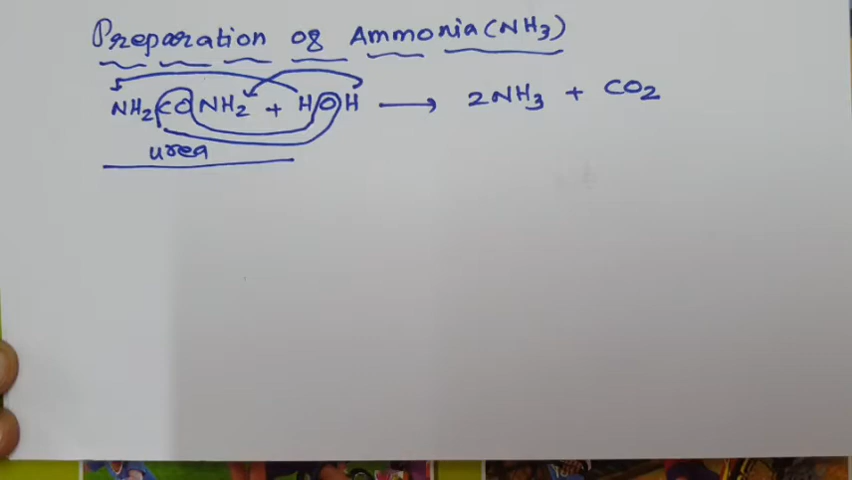 Preparation of Ammonia (NH3)
NH2CONH2 + HOH → 2NH3 + CO2
urea